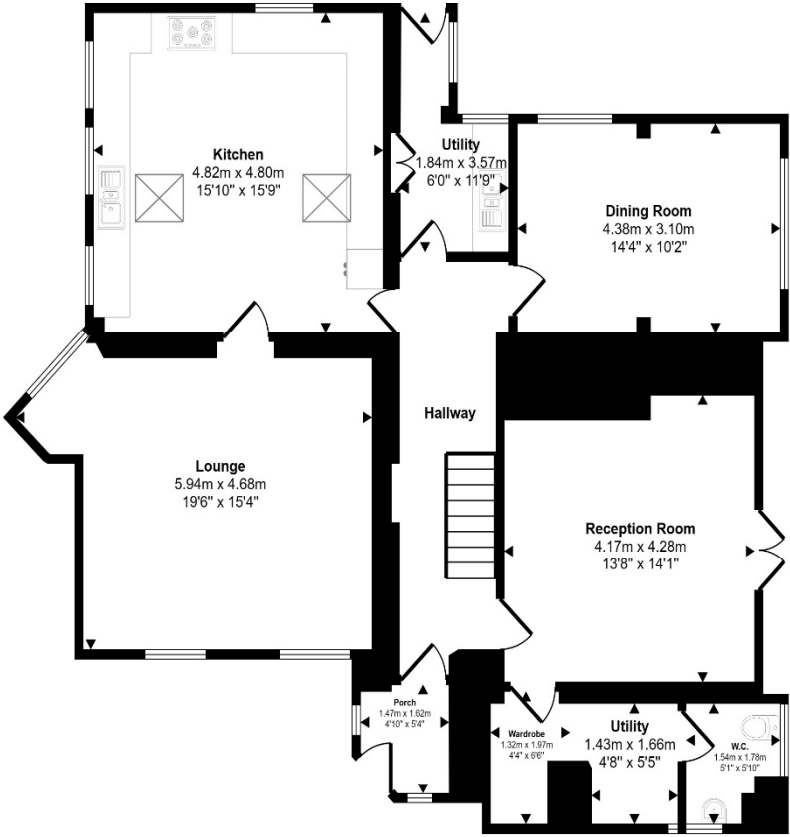 Kitchen
4.82m x 4.80m
15'10" x 15'9"
Utility
1.84m x 3.57m
6'0" x 11'9"
Dining Room
4.38m x 3.10m
14'4" x 10'2"
Hallway
Lounge
5.94m x 4.68m
19'6" x 15'4"
Reception Room
4.17m x 4.28m
13'8" x 14'1"
Porch
1.47m x 1.62m
4'10" x 5'4"
Wardrobe
1.32m x 1.97m
4'4" x 6'6"
Utility
1.43m x 1.66m
4'8" x 5'5"
W.C.
1.54m x 1.78m
5'1" x 5'10"